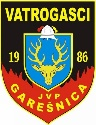 VATROGASCI
19 86
JVP
GAREŠNICA